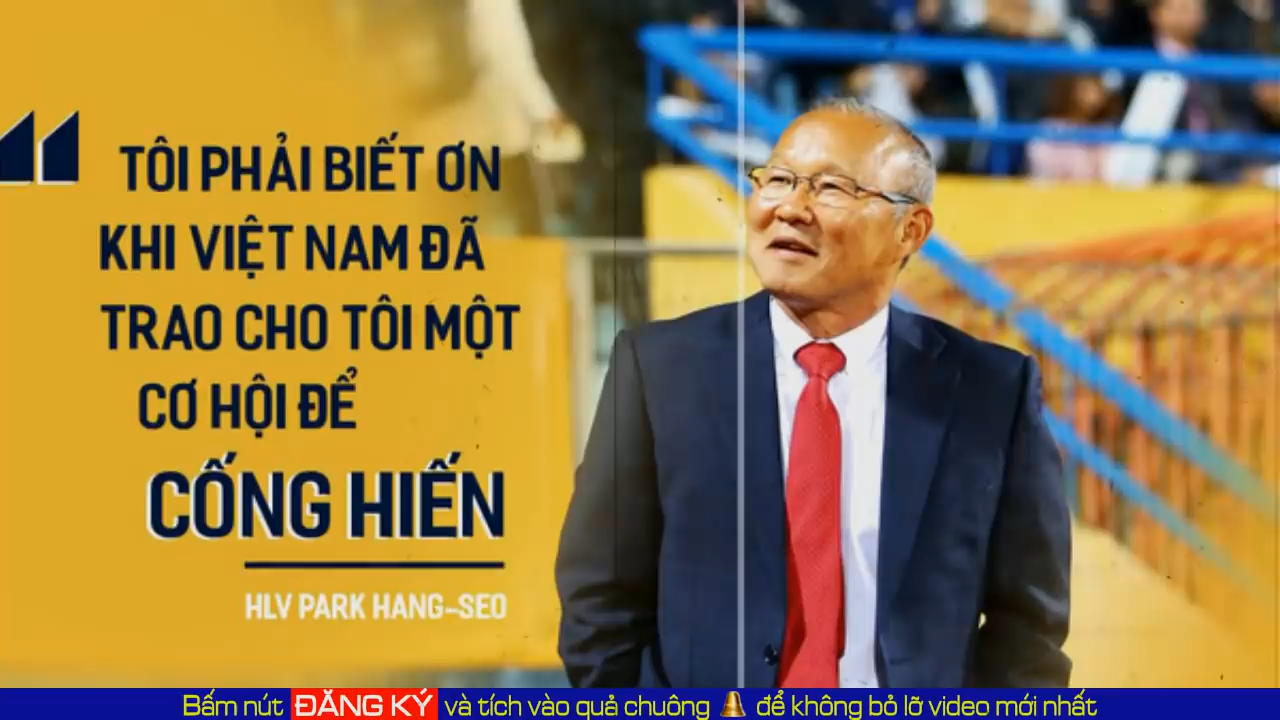 TÔI PHẢI BIẾT ƠN
KHI VIỆT NAM ĐÃ
TRAO CHO TÔI MỘT
CƠ HỘI ĐỂ
CỐNG HIẾN
HLV PARK HANG-SEO
Bấm nút ĐĂNG KÝ và tích vào quả chuông 🔔 để không bỏ lỡ video mới nhất